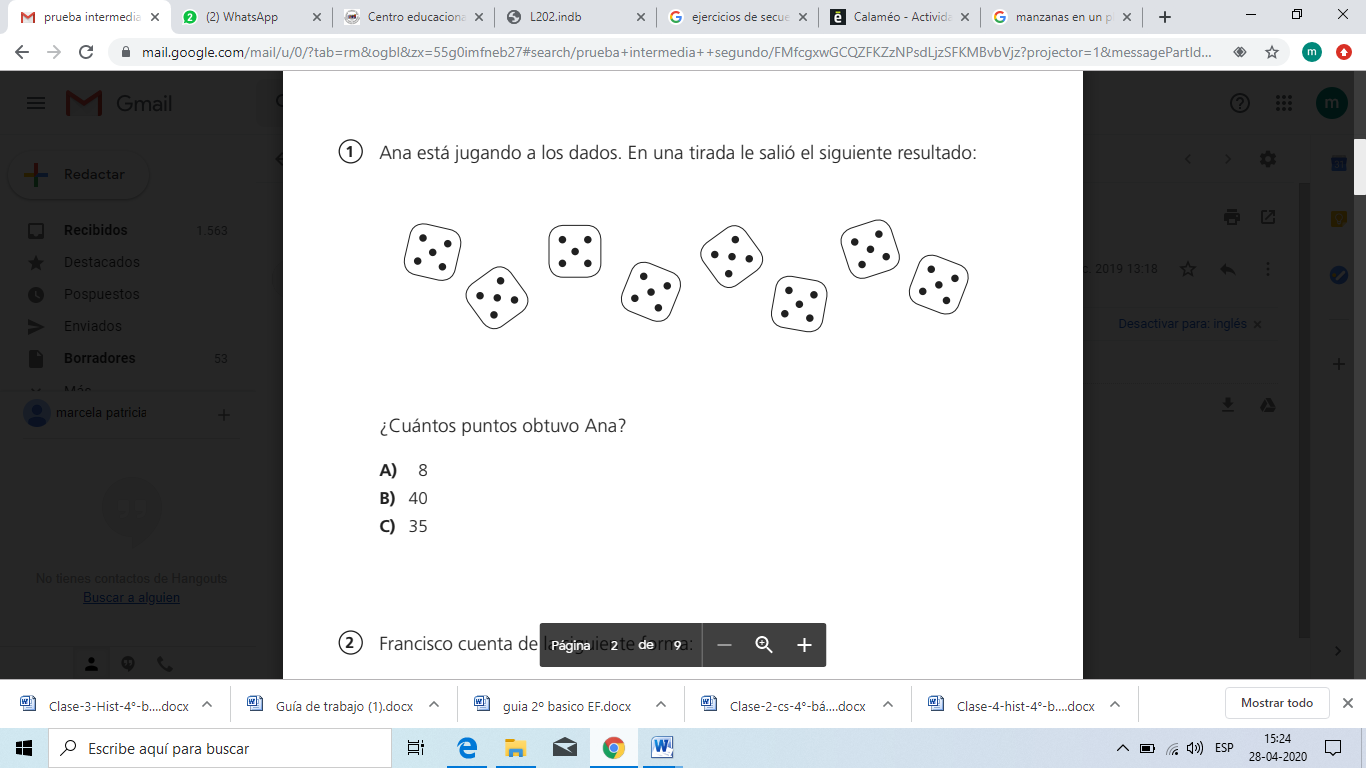 prueba intermedia
(2) WhatsApp
Centro educaciona
L202.indb
ejercicios de secue
Calaméo - Activida
manzanas en un p
mail.google.com/mail/u/0/?tab=rm&ogbl&zx=55g0imfneb27#search/prueba+intermedia++segundo/FMfcgxwGCQZFKZzNPsdLjzSFKMBvbVjz?projector=1&messagePartId...
m
Gmail
m
Redactar
Recibidos 1.563
Destacados
Pospuestos
Enviados
Borradores 53
Más
marcela patricia
No tienes contactos de Hangouts
Buscar a alguien
2019 13:18
Desactivar para: inglés
1 Ana está jugando a los dados. En una tirada le salió el siguiente resultado:
¿Cuántos puntos obtuvo Ana?
A) 8
B) 40
C) 35
2 Francisco cuenta de la siguiente forma:
Página 2 de 9
Clase-3-Hist-4°-b....docx
Guía de trabajo (1).docx
guia 2º basico EF.docx
Clase-2-cs-4°-bá....docx
Clase-4-hist-4°-b....docx
Mostrar todo
Escribe aquí para buscar
ESP
15:24
28-04-2020